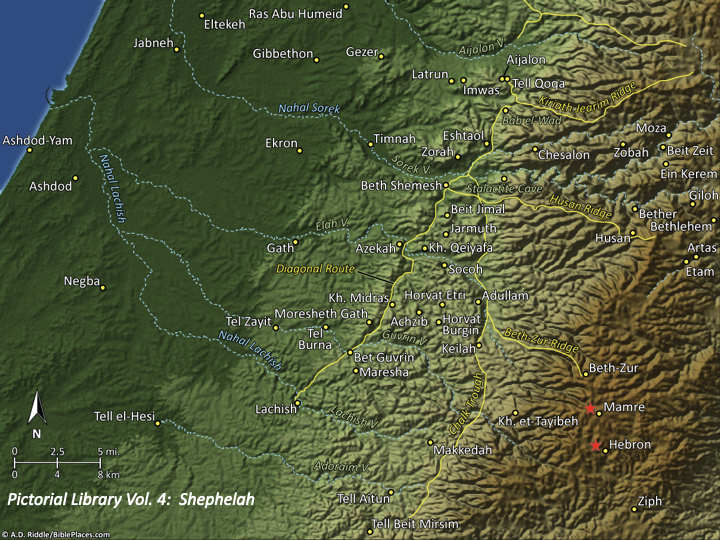 Ras Abu Humeid
Eltekeh
Jabneh
Gibbethon
Gezer
Aijalon V.
Aijalon
Latrun
Imwas
Tell Qoqa
Kiriath Jearim Ridge
Nahal Sorek
Bab el-Wad
Ashdod-Yam
Ekron
Timnah
Eshtaol
Zorah
Moza
Chesalon
Zobah
Beit Zeit
Ein Kerem
Nahal Lachish
Sorek V.
Ashdod
Beth Shemesh
Stalactite Cave
Husan Ridge
Giloh
Beit Jimal
Bether
Bethlehem
Elah V.
Jarmuth
Husan
Gath
Azekah
Kh. Qeiyafa
Artas
Etam
Diagonal Route
Socoh
Negba
Kh. Midras
Horvat Etri
Adullam
Moresheth Gath
Achzib
Horvat
Burgin
Tel Zayit
Tel
Burna
Guvrin V.
Keilah
Beth-Zur Ridge
Nahal Lachish
Bet Guvrin
Maresha
Beth-Zur
Chalk Trough
Lachish
Lachish V.
Mamre
Kh. et-Tayibeh
Tell el-Hesi
N
Makkedah
Hebron
0 2.5 5 mi.
0 4 8 km
Adoraim V.
Pictorial Library Vol. 4: Shephelah
Tell Aitun
Ziph
Tell Beit Mirsim
© A.D. Riddle/BiblePlaces.com